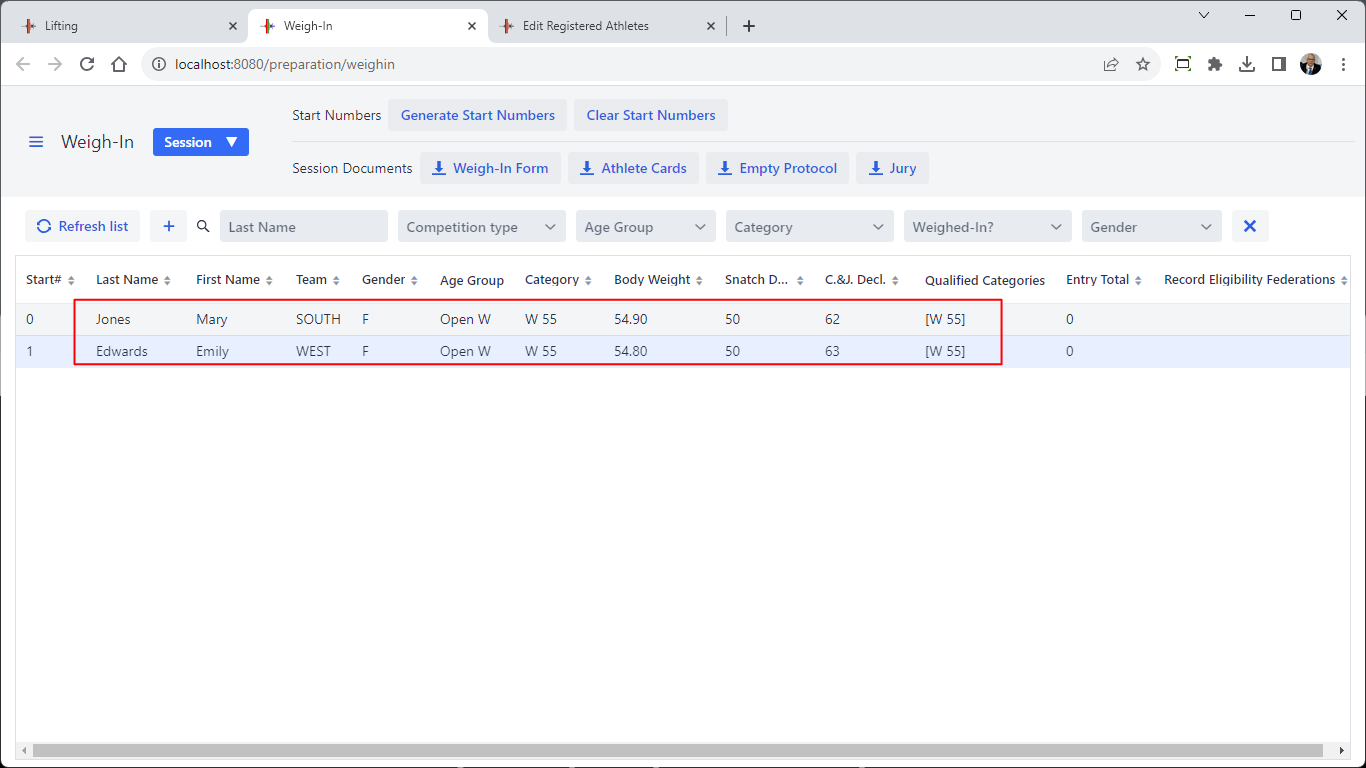 Lifting
Weigh-In
Edit Registered Athletes
localhost:8080/preparation/weighin
Weigh-In
Session ▼
Start Numbers Generate Start Numbers Clear Start Numbers
Session Documents Weigh-In Form Athlete Cards Empty Protocol Jury
Refresh list + Last Name Competition type Age Group Category Weighed-In? Gender
Start# Last Name First Name Team Gender Age Group Category Body Weight Snatch D... C.&J. Decl. Qualified Categories Entry Total Record Eligibility Federations
0 Jones Mary SOUTH F Open W W 55 54.90 50 62 [W 55] 0
1 Edwards Emily WEST F Open W W 55 54.80 50 63 [W 55] 0